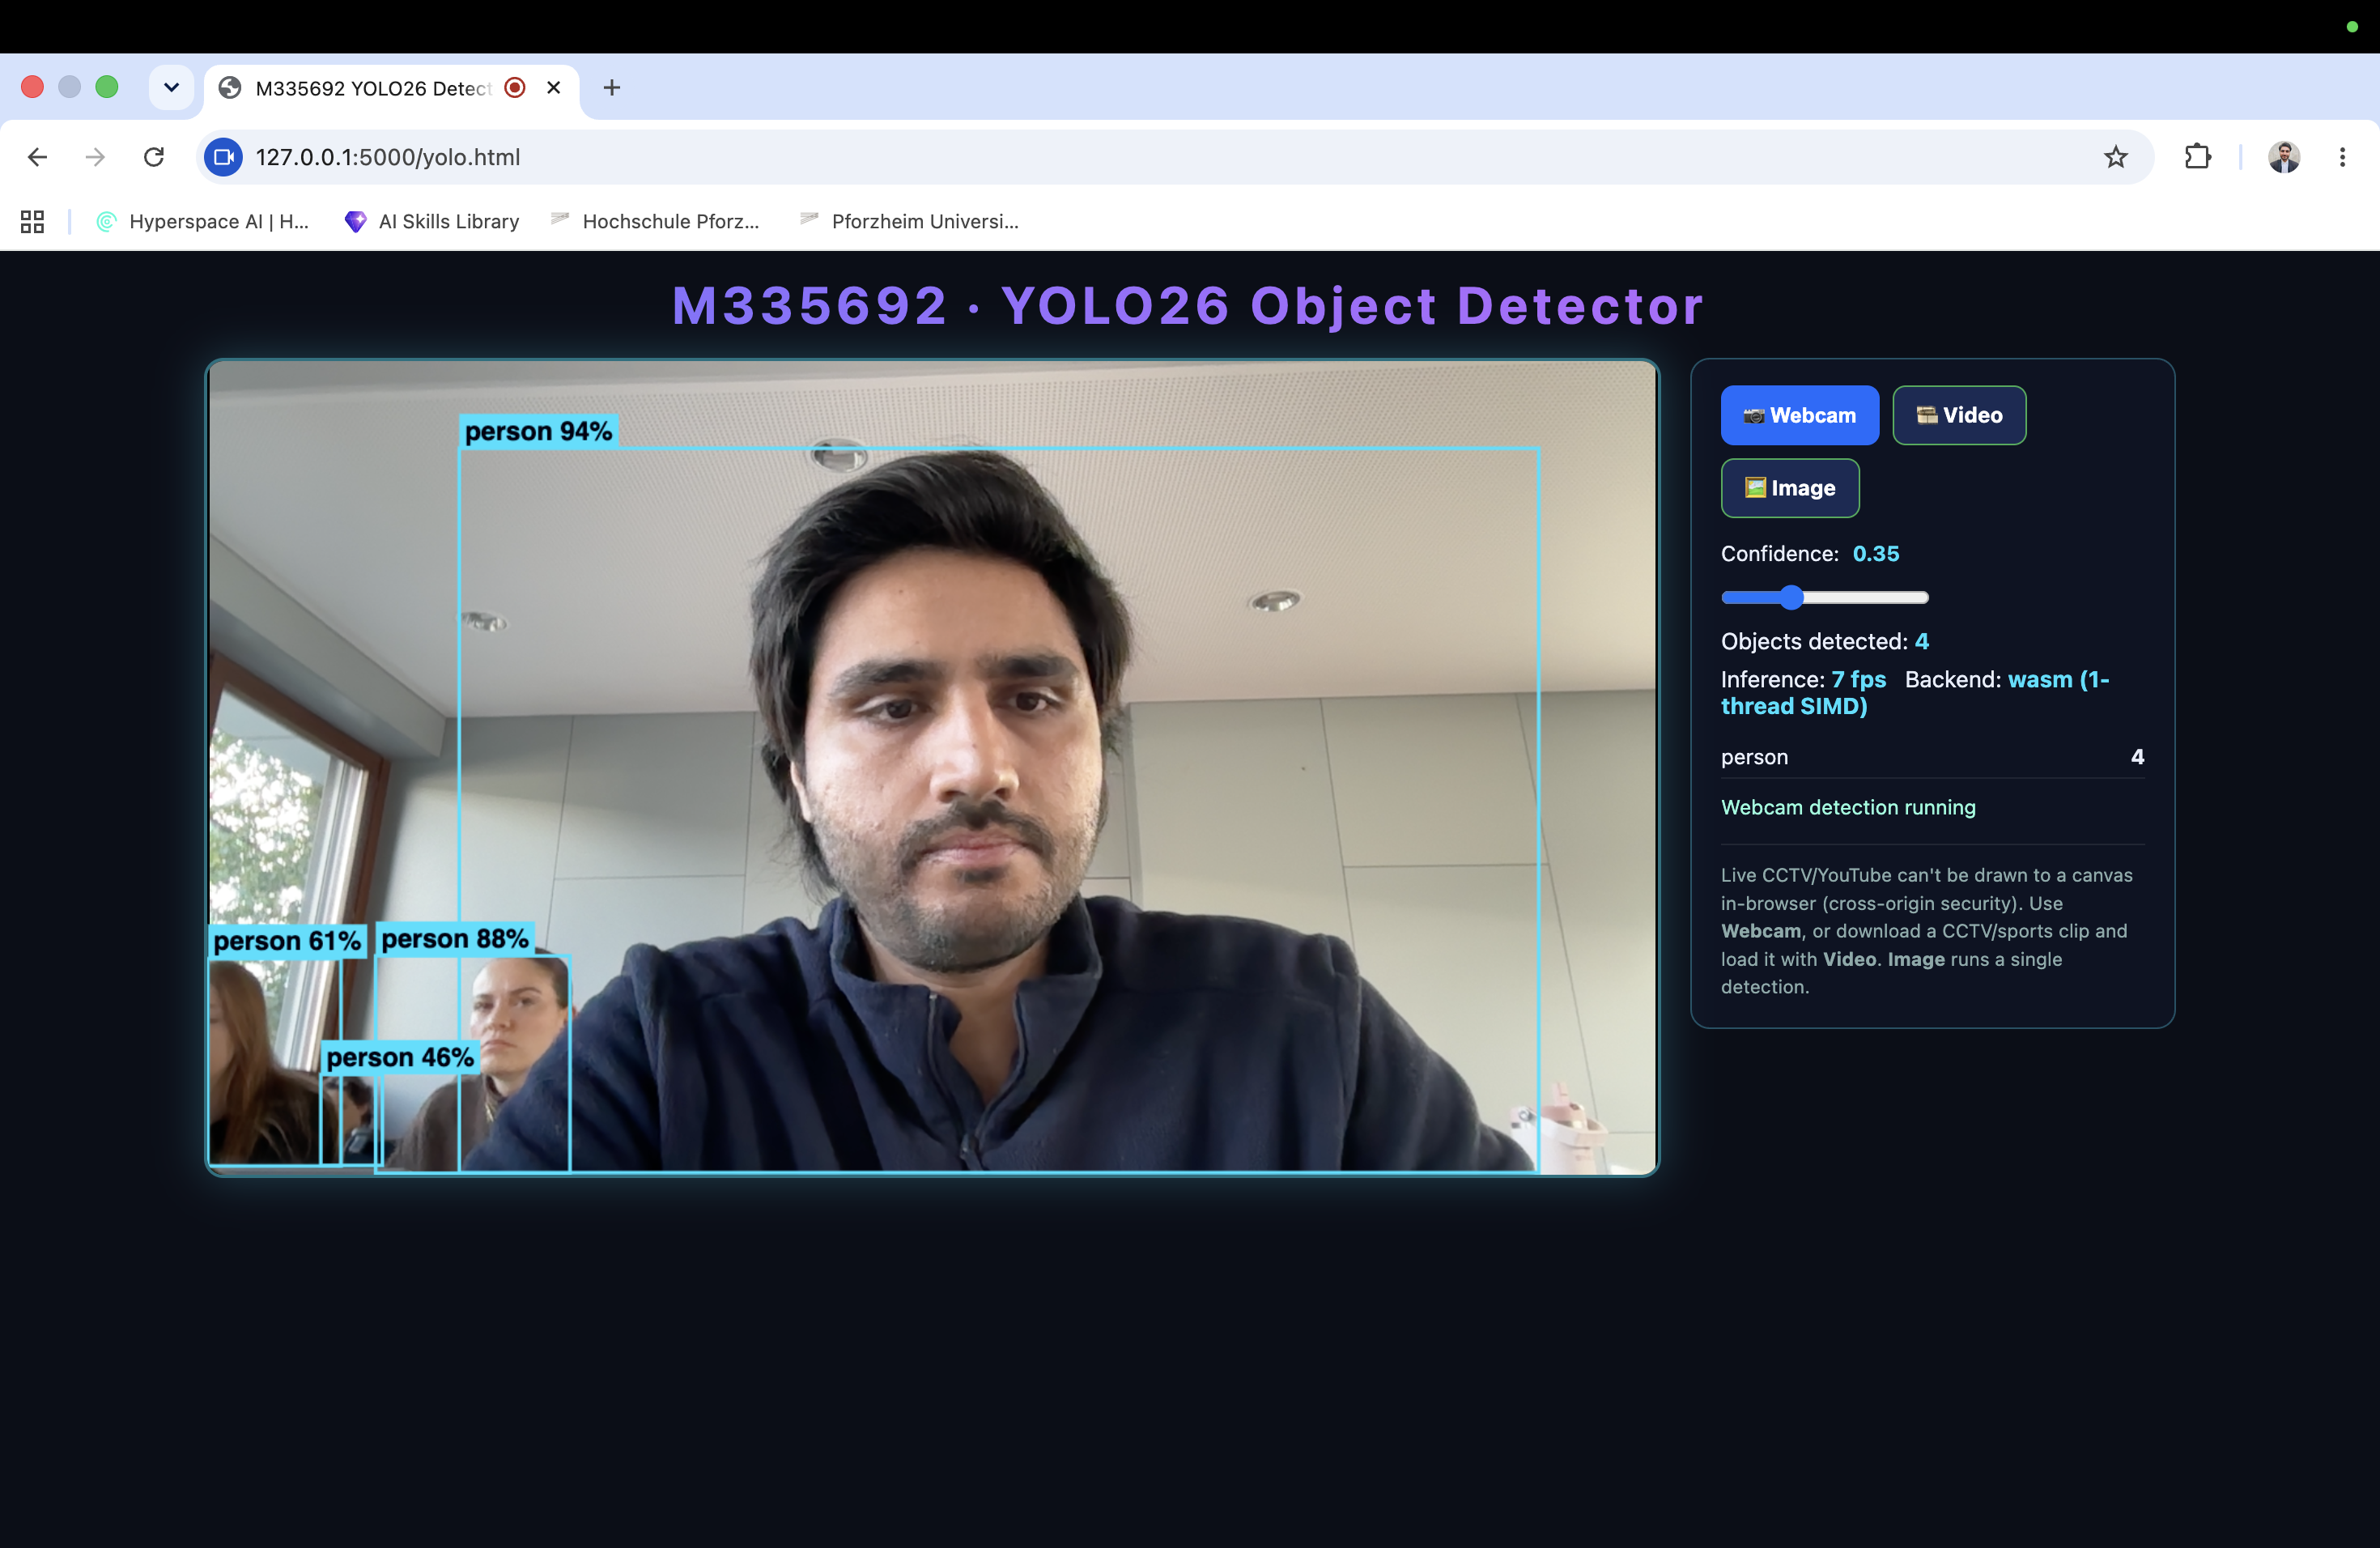 M335692 YOLO26 Detect
127.0.0.1:5000/yolo.html
Hyperspace AI | H...
AI Skills Library
Hochschule Pforz...
Pforzheim Universi...
M335692 · YOLO26 Object Detector
person 94%
person 61%
person 88%
person 46%
Webcam
Video
Image
Confidence: 0.35
Objects detected: 4
Inference: 7 fps Backend: wasm (1-
thread SIMD)
person 4
Webcam detection running
Live CCTV/YouTube can't be drawn to a canvas
in-browser (cross-origin security). Use
Webcam, or download a CCTV/sports clip and
load it with Video. Image runs a single
detection.